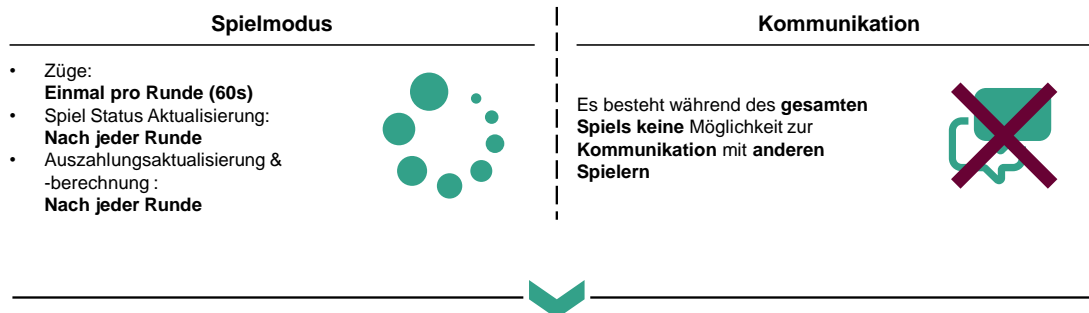 Spielmodus
• Züge:
Einmal pro Runde (60s)
• Spiel Status Aktualisierung:
Nach jeder Runde
• Auszahlungsaktualisierung &
-berechnung :
Nach jeder Runde
Kommunikation
Es besteht während des gesamten
Spiels keine Möglichkeit zur
Kommunikation mit anderen
Spielern